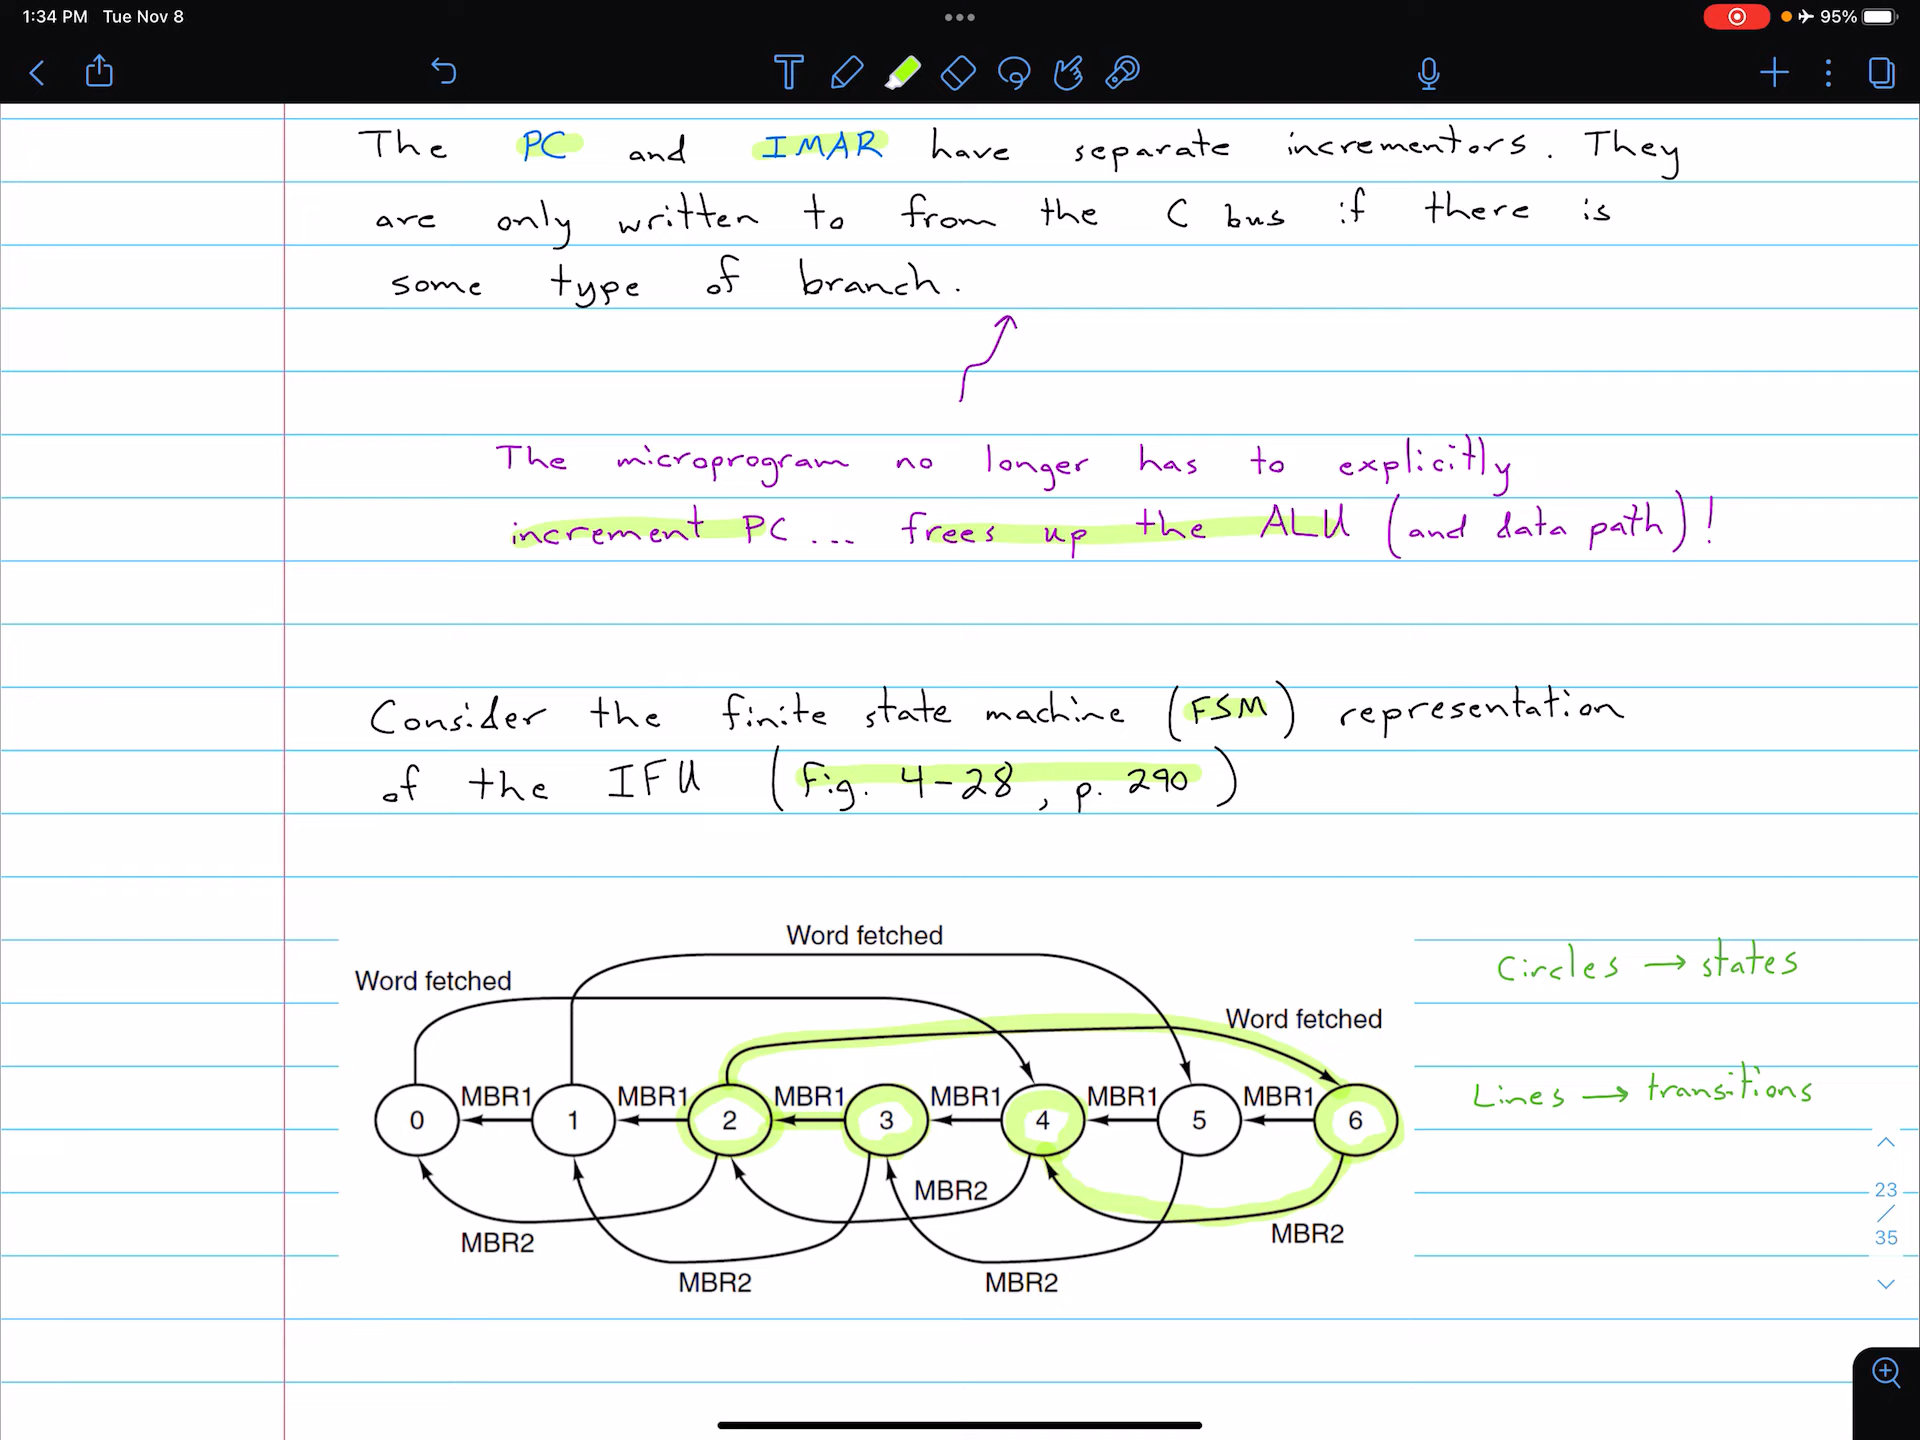 1:34 PM Tue Nov 8
95%
The PC and IMAR have separate incrementors. They
are only written to from the C bus if there is
some type of branch.
The microprogram no longer has to explicitly
increment PC... frees up the ALU (and data path)!
Consider the finite state machine (FSM) representation
of the IFU (Fig. 4-28, p. 290)
Word fetched
Word fetched
Word fetched
Circles → states
Lines → transitions
0 MBR1 1 MBR1 2 MBR1 3 MBR1 4 MBR1 5 MBR1 6
MBR2
MBR2
MBR2
MBR2
MBR2
23
/
35